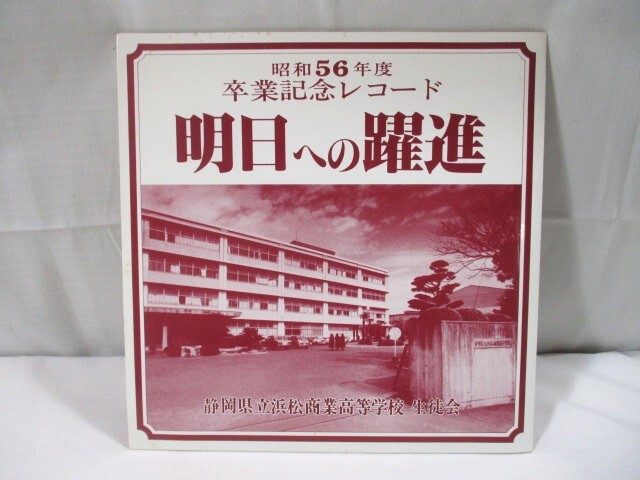 昭和56年度
卒業記念レコード
明日への躍進
静岡県立浜松商業高等学校 生徒会